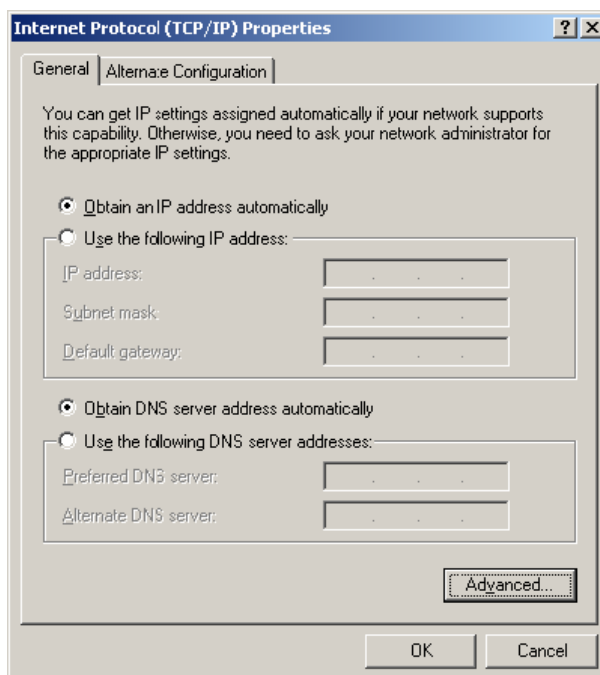 Internet Protocol (TCP/IP) Properties
General
Alternate Configuration
You can get IP settings assigned automatically if your network supports
this capability. Otherwise, you need to ask your network administrator for
the appropriate IP settings.
Obtain an IP address automatically
Use the following IP address:
IP address:
Subnet mask:
Default gateway:
Obtain DNS server address automatically
Use the following DNS server addresses:
Preferred DNS server:
Alternate DNS server:
Advanced...
OK
Cancel